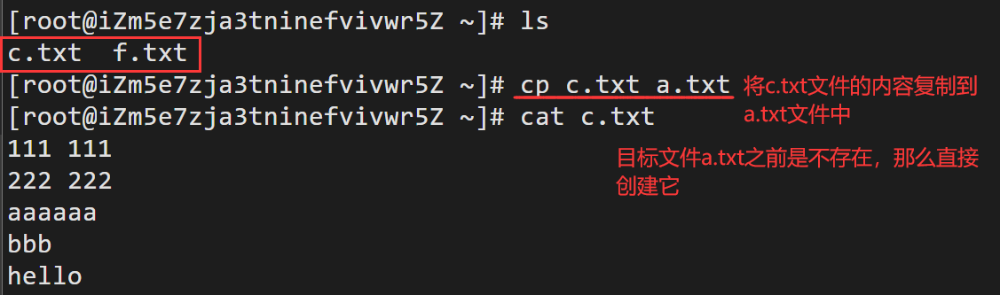 [root@iZm5e7zja3tninefvivwr5Z ~]# ls
c.txt  f.txt
[root@iZm5e7zja3tninefvivwr5Z ~]# cp c.txt a.txt
将c.txt文件的内容复制到
a.txt文件中
[root@iZm5e7zja3tninefvivwr5Z ~]# cat c.txt
111 111
目标文件a.txt之前是不存在，那么直接
创建它
222 222
aaaaaa
bbb
hello